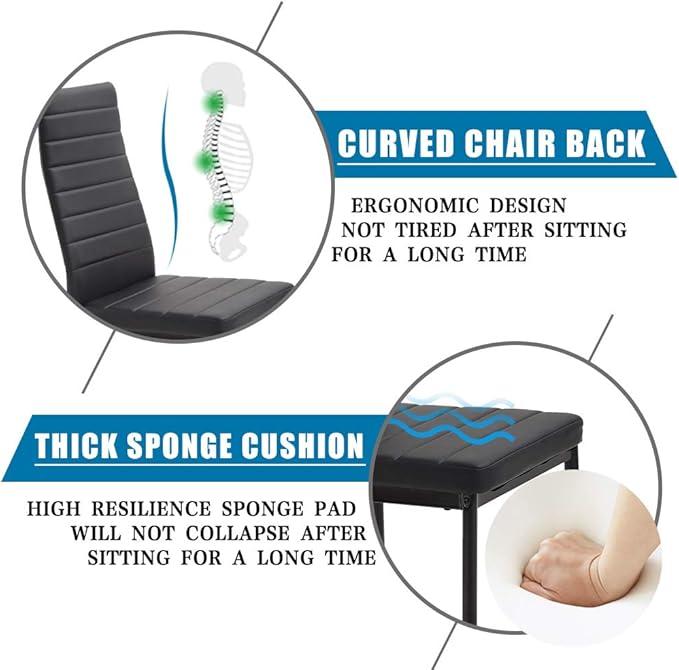 CURVED CHAIR BACK
ERGONOMIC DESIGN
NOT TIRED AFTER SITTING
FOR A LONG TIME
THICK SPONGE CUSHION
HIGH RESILIENCE SPONGE PAD
WILL NOT COLLAPSE AFTER
SITTING FOR A LONG TIME